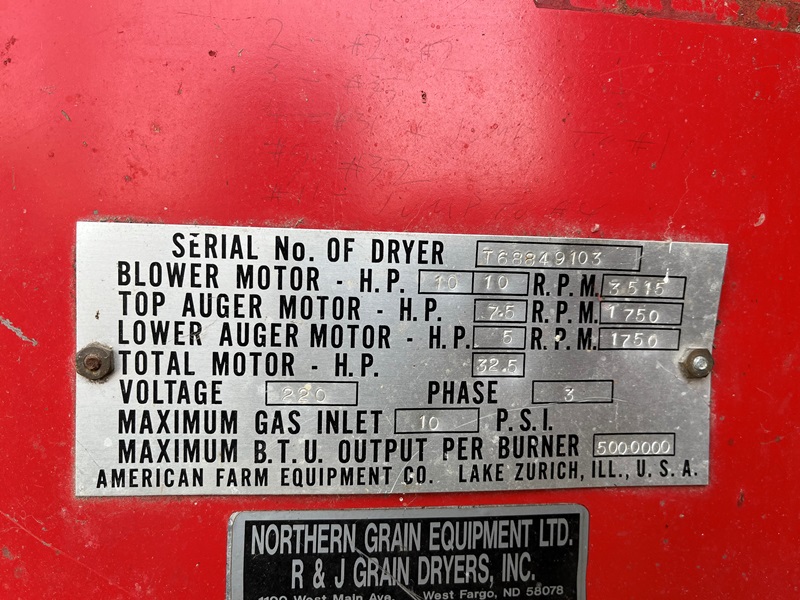 SERIAL No. OF DRYER T68849103
BLOWER MOTOR - H.P. 10 10 R.P.M. 3515
TOP AUGER MOTOR - H.P. 7.5 R.P.M. 1750
LOWER AUGER MOTOR - H.P. 5 R.P.M. 1750
TOTAL MOTOR - H.P. 32.5
VOLTAGE 220 PHASE 3
MAXIMUM GAS INLET 10 P.S.I.
MAXIMUM B.T.U. OUTPUT PER BURNER 5000000
AMERICAN FARM EQUIPMENT CO. LAKE ZURICH, ILL., U.S.A.
NORTHERN GRAIN EQUIPMENT LTD.
R & J GRAIN DRYERS, INC.
1100 West Main Ave. West Fargo, ND 58078